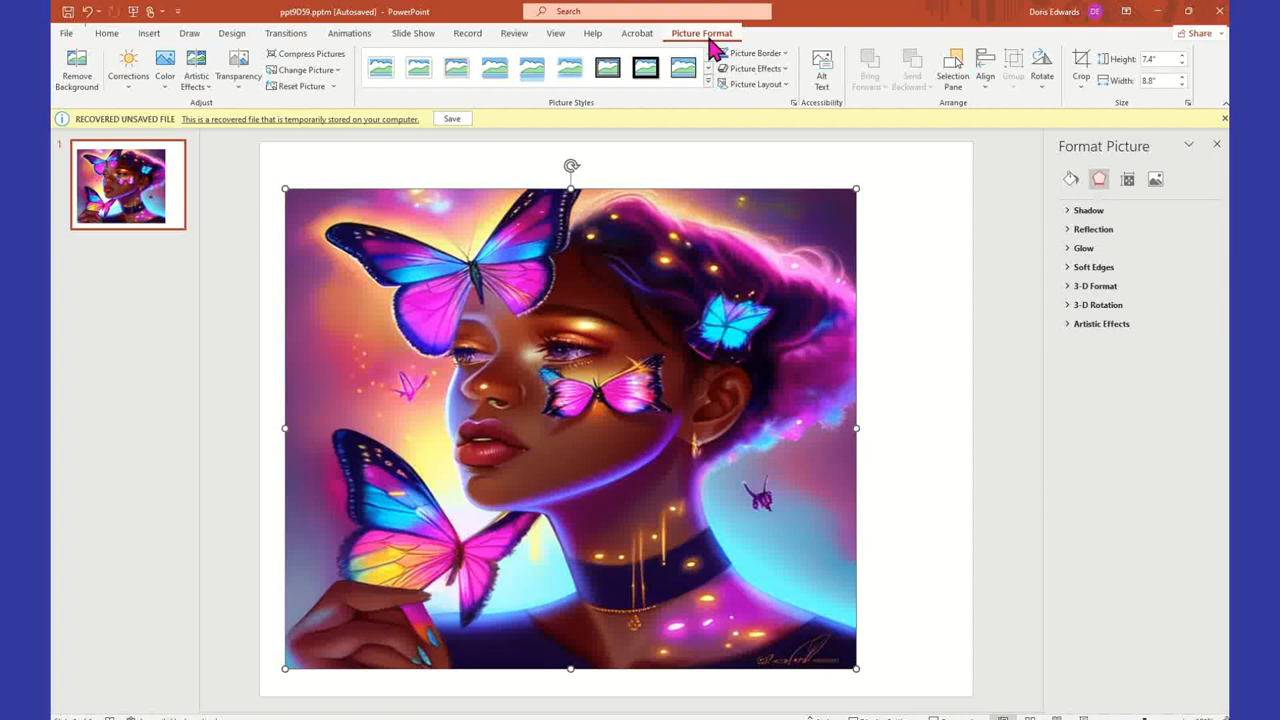 ppt9D59.pptm [Autosaved] - PowerPoint
Search
Doris Edwards
DE
File Home Insert Draw Design Transitions Animations Slide Show Record Review View Help Acrobat Picture Format
Share
Remove Background
Corrections
Color
Artistic Effects
Transparency
Compress Pictures
Change Picture
Reset Picture
Picture Border
Picture Effects
Picture Layout
Alt Text
Bring Forward
Send Backward
Selection Pane
Align
Group
Rotate
Crop
Height: 7.4"
Width: 8.8"
Adjust
Picture Styles
Accessibility
Arrange
Size
RECOVERED UNSAVED FILE This is a recovered file that is temporarily stored on your computer. Save
1
Format Picture
Shadow
Reflection
Glow
Soft Edges
3-D Format
3-D Rotation
Artistic Effects